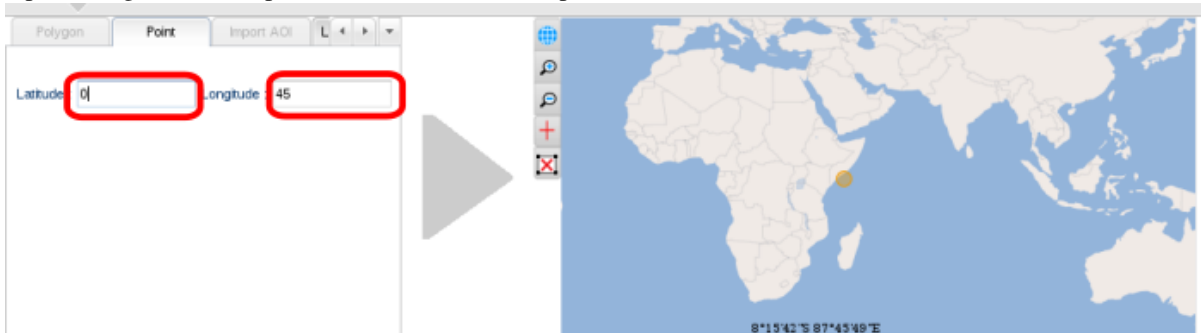 Polygon Point Import AOI L
Latitude : 0 Longitude : 45
8°15'42"S 87°45'49"E